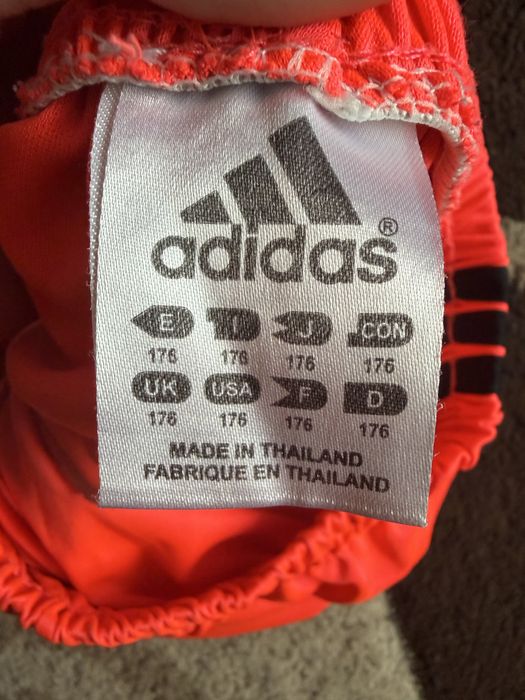 adidas®
E I J CON
176 176 176 176
UK USA F D
176 176 176 176
MADE IN THAILAND
FABRIQUE EN THAILAND